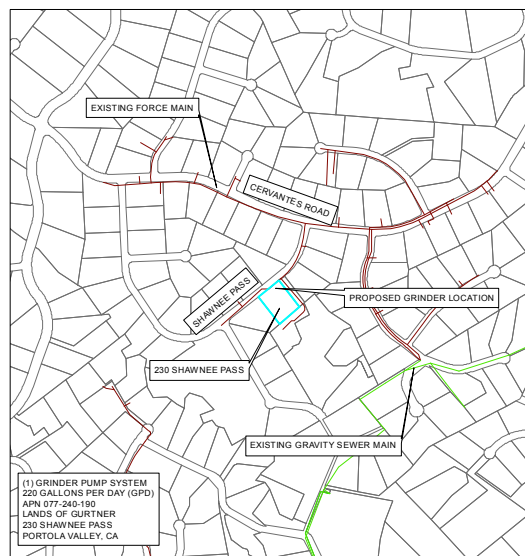 EXISTING FORCE MAIN
CERVANTES ROAD
SHAWNEE PASS
PROPOSED GRINDER LOCATION
230 SHAWNEE PASS
EXISTING GRAVITY SEWER MAIN
(1) GRINDER PUMP SYSTEM
220 GALLONS PER DAY (GPD)
APN 077-240-190
LANDS OF GURTNER
230 SHAWNEE PASS
PORTOLA VALLEY, CA